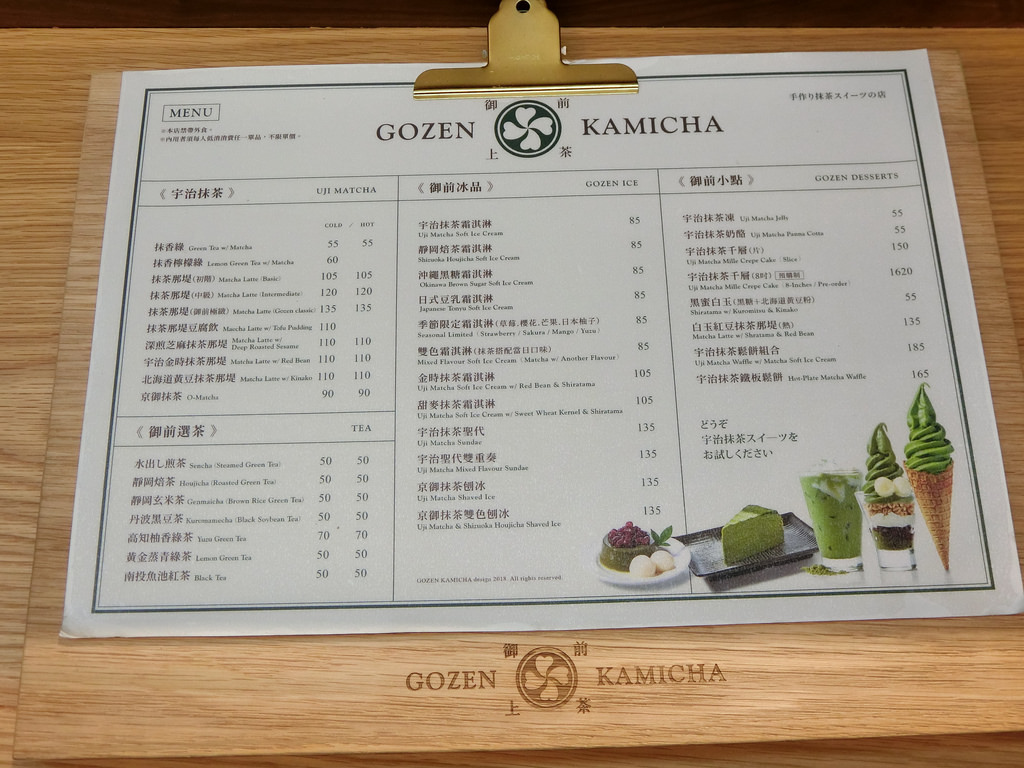 MENU
※本店禁帶外食。
※內用者須每人低消消費任一單品，不限單價。
御 前
GOZEN KAMICHA
上 茶
手作り抹茶スイーツの店
《 宇治抹茶 》 UJI MATCHA
COLD / HOT
抹香綠 Green Tea w/ Matcha 55 55
抹香檸檬綠 Lemon Green Tea w/ Matcha 60
抹茶那堤(初階) Matcha Latte (Basic) 105 105
抹茶那堤(中級) Matcha Latte (Intermediate) 120 120
抹茶那堤(御前極緻) Matcha Latte (Gozen classic) 135 135
抹茶那堤豆腐飲 Matcha Latte w/ Tofu Pudding 110
深煎芝麻抹茶那堤 Matcha Latte w/ Deep Roasted Sesame 110 110
宇治金時抹茶那堤 Matcha Latte w/ Red Bean 110 110
北海道黃豆抹茶那堤 Matcha Latte w/ Kinako 110 110
京御抹茶 O-Matcha 90 90
《 御前選茶 》 TEA
水出し煎茶 Sencha (Steamed Green Tea) 50 50
靜岡焙茶 Houjicha (Roasted Green Tea) 50 50
靜岡玄米茶 Genmaicha (Brown Rice Green Tea) 50 50
丹波黑豆茶 Kuromamecha (Black Soybean Tea) 50 50
高知柚香綠茶 Yuzu Green Tea 70 70
黃金蒸青綠茶 Lemon Green Tea 50 50
南投魚池紅茶 Black Tea 50 50
《 御前冰品 》 GOZEN ICE
宇治抹茶霜淇淋 85
Uji Matcha Soft Ice Cream
靜岡焙茶霜淇淋 85
Shizuoka Houjicha Soft Ice Cream
沖繩黑糖霜淇淋 85
Okinawa Brown Sugar Soft Ice Cream
日式豆乳霜淇淋 85
Japanese Tonyu Soft Ice Cream
季節限定霜淇淋(草莓,櫻花,芒果,日本柚子) 85
Seasonal Limited (Strawberry / Sakura / Mango / Yuzu)
雙色霜淇淋(抹茶搭配當日口味) 85
Mixed Flavour Soft Ice Cream (Matcha w/ Another Flavour)
金時抹茶霜淇淋 105
Uji Matcha Soft Ice Cream w/ Red Bean & Shiratama
甜麥抹茶霜淇淋 105
Uji Matcha Soft Ice Cream w/ Sweet Wheat Kernel & Shiratama
宇治抹茶聖代 135
Uji Matcha Sundae
宇治聖代雙重奏 135
Uji Matcha Mixed Flavour Sundae
京御抹茶刨冰 135
Uji Matcha Shaved Ice
京御抹茶雙色刨冰 135
Uji Matcha & Shizuoka Houjicha Shaved Ice
GOZEN KAMICHA design 2018. All rights reserved.
《 御前小點 》 GOZEN DESSERTS
宇治抹茶凍 Uji Matcha Jelly 55
宇治抹茶奶酪 Uji Matcha Panna Cotta 55
宇治抹茶千層(片) 150
Uji Matcha Mille Crepe Cake (Slice)
宇治抹茶千層(8吋) 預購制 1620
Uji Matcha Mille Crepe Cake (8-Inches / Pre-order)
黑蜜白玉(黑糖+北海道黃豆粉) 55
Shiratama w/ Kuromitsu & Kinako
白玉紅豆抹茶那堤(熱) 135
Matcha Latte w/ Shratama & Red Bean
宇治抹茶鬆餅組合 185
Uji Matcha Waffle w/ Matcha Soft Ice Cream
宇治抹茶鐵板鬆餅 Hot-Plate Matcha Waffle 165
どうぞ
宇治抹茶スイーツを
お試しください
御 前
GOZEN KAMICHA
上 茶